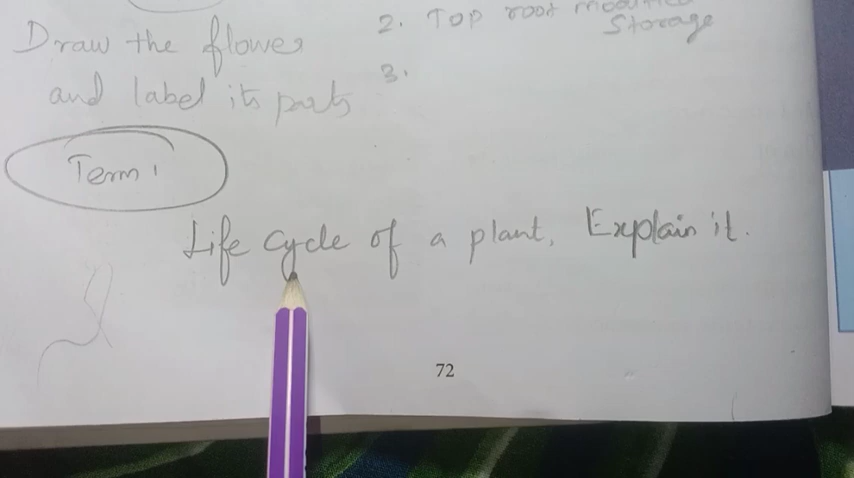 Draw the flower
and label its parts
2. Top root modified
Storage
3.
Term 1
Life cycle of a plant. Explain it.
72